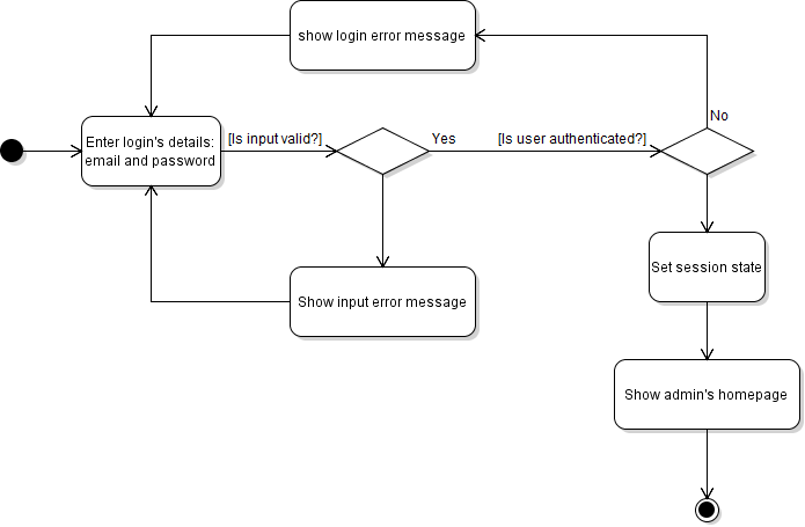 show login error message
No
Enter login's details:
email and password
[Is input valid?]
Yes
[Is user authenticated?]
Set session state
Show input error message
Show admin's homepage